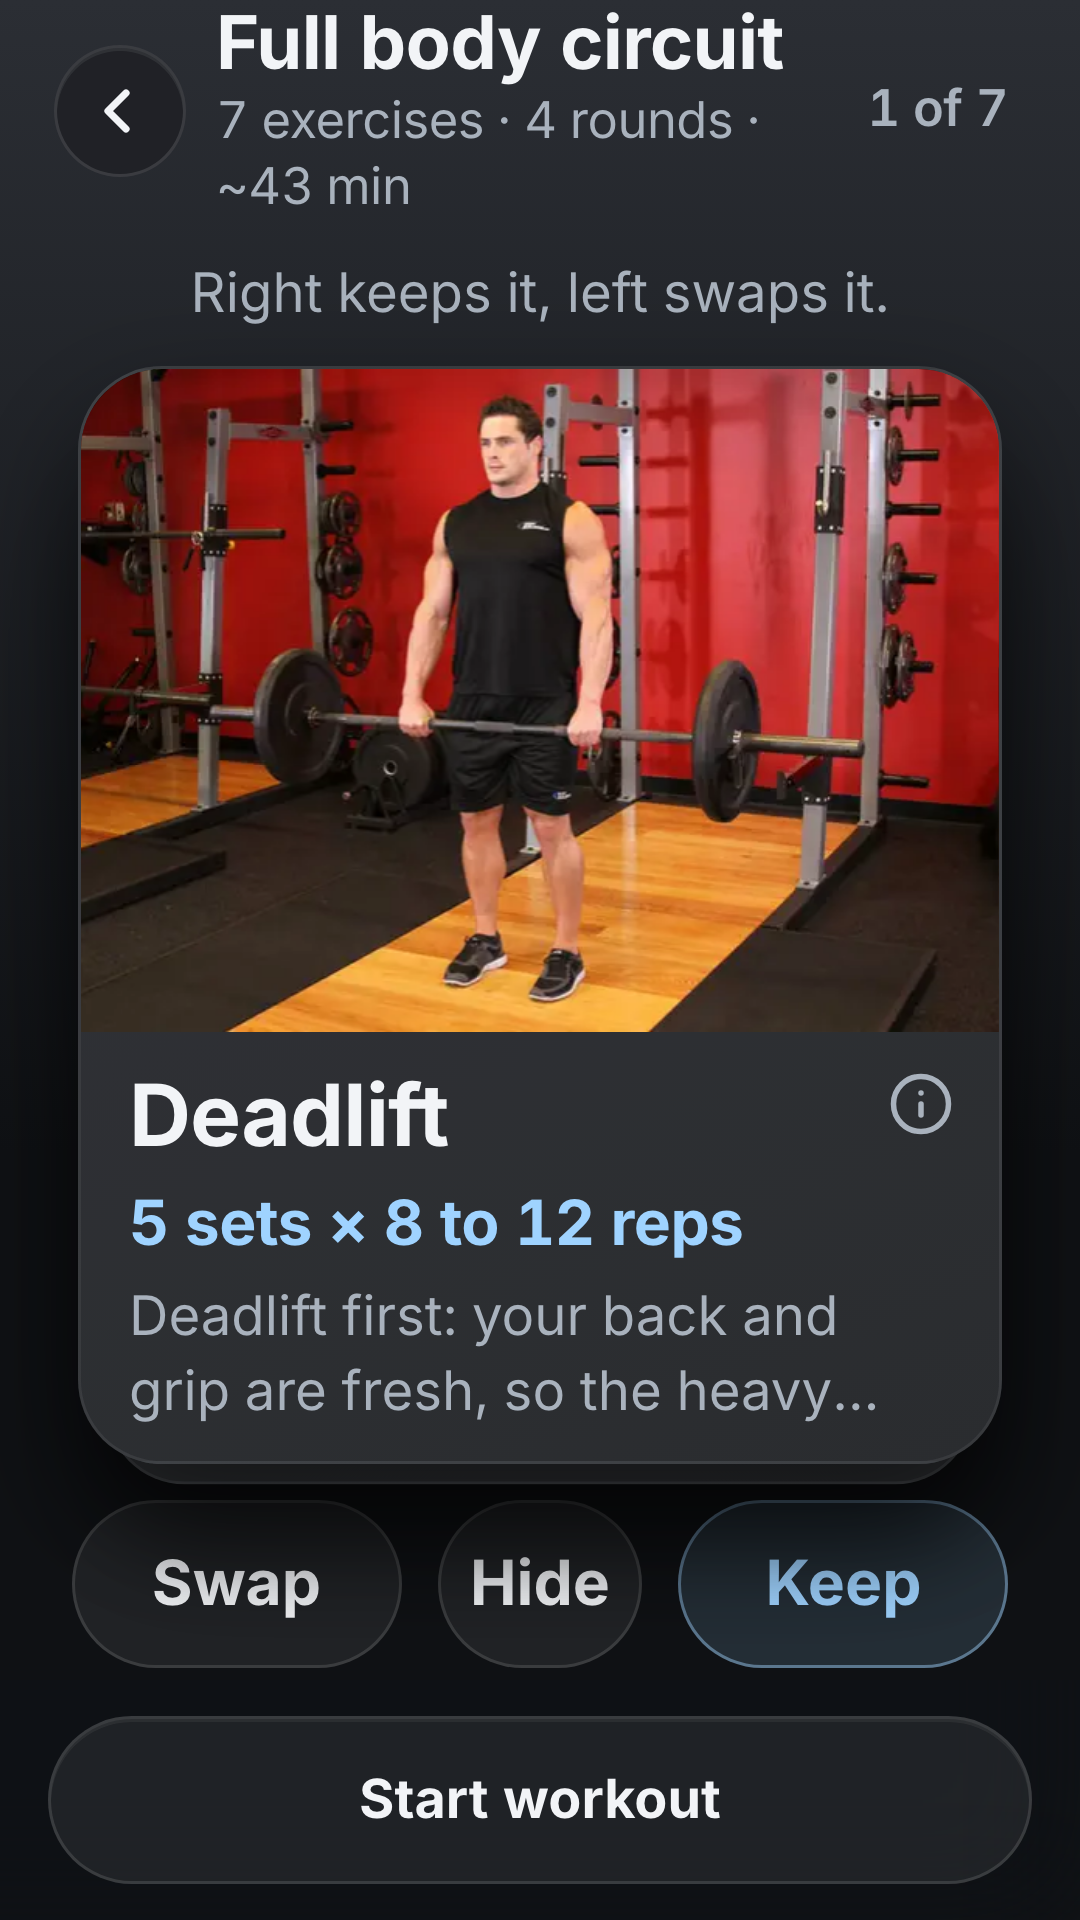 Full body circuit
7 exercises · 4 rounds ·
~43 min
1 of 7
Right keeps it, left swaps it.
Deadlift
5 sets × 8 to 12 reps
Deadlift first: your back and
grip are fresh, so the heavy...
Swap
Hide
Keep
Start workout